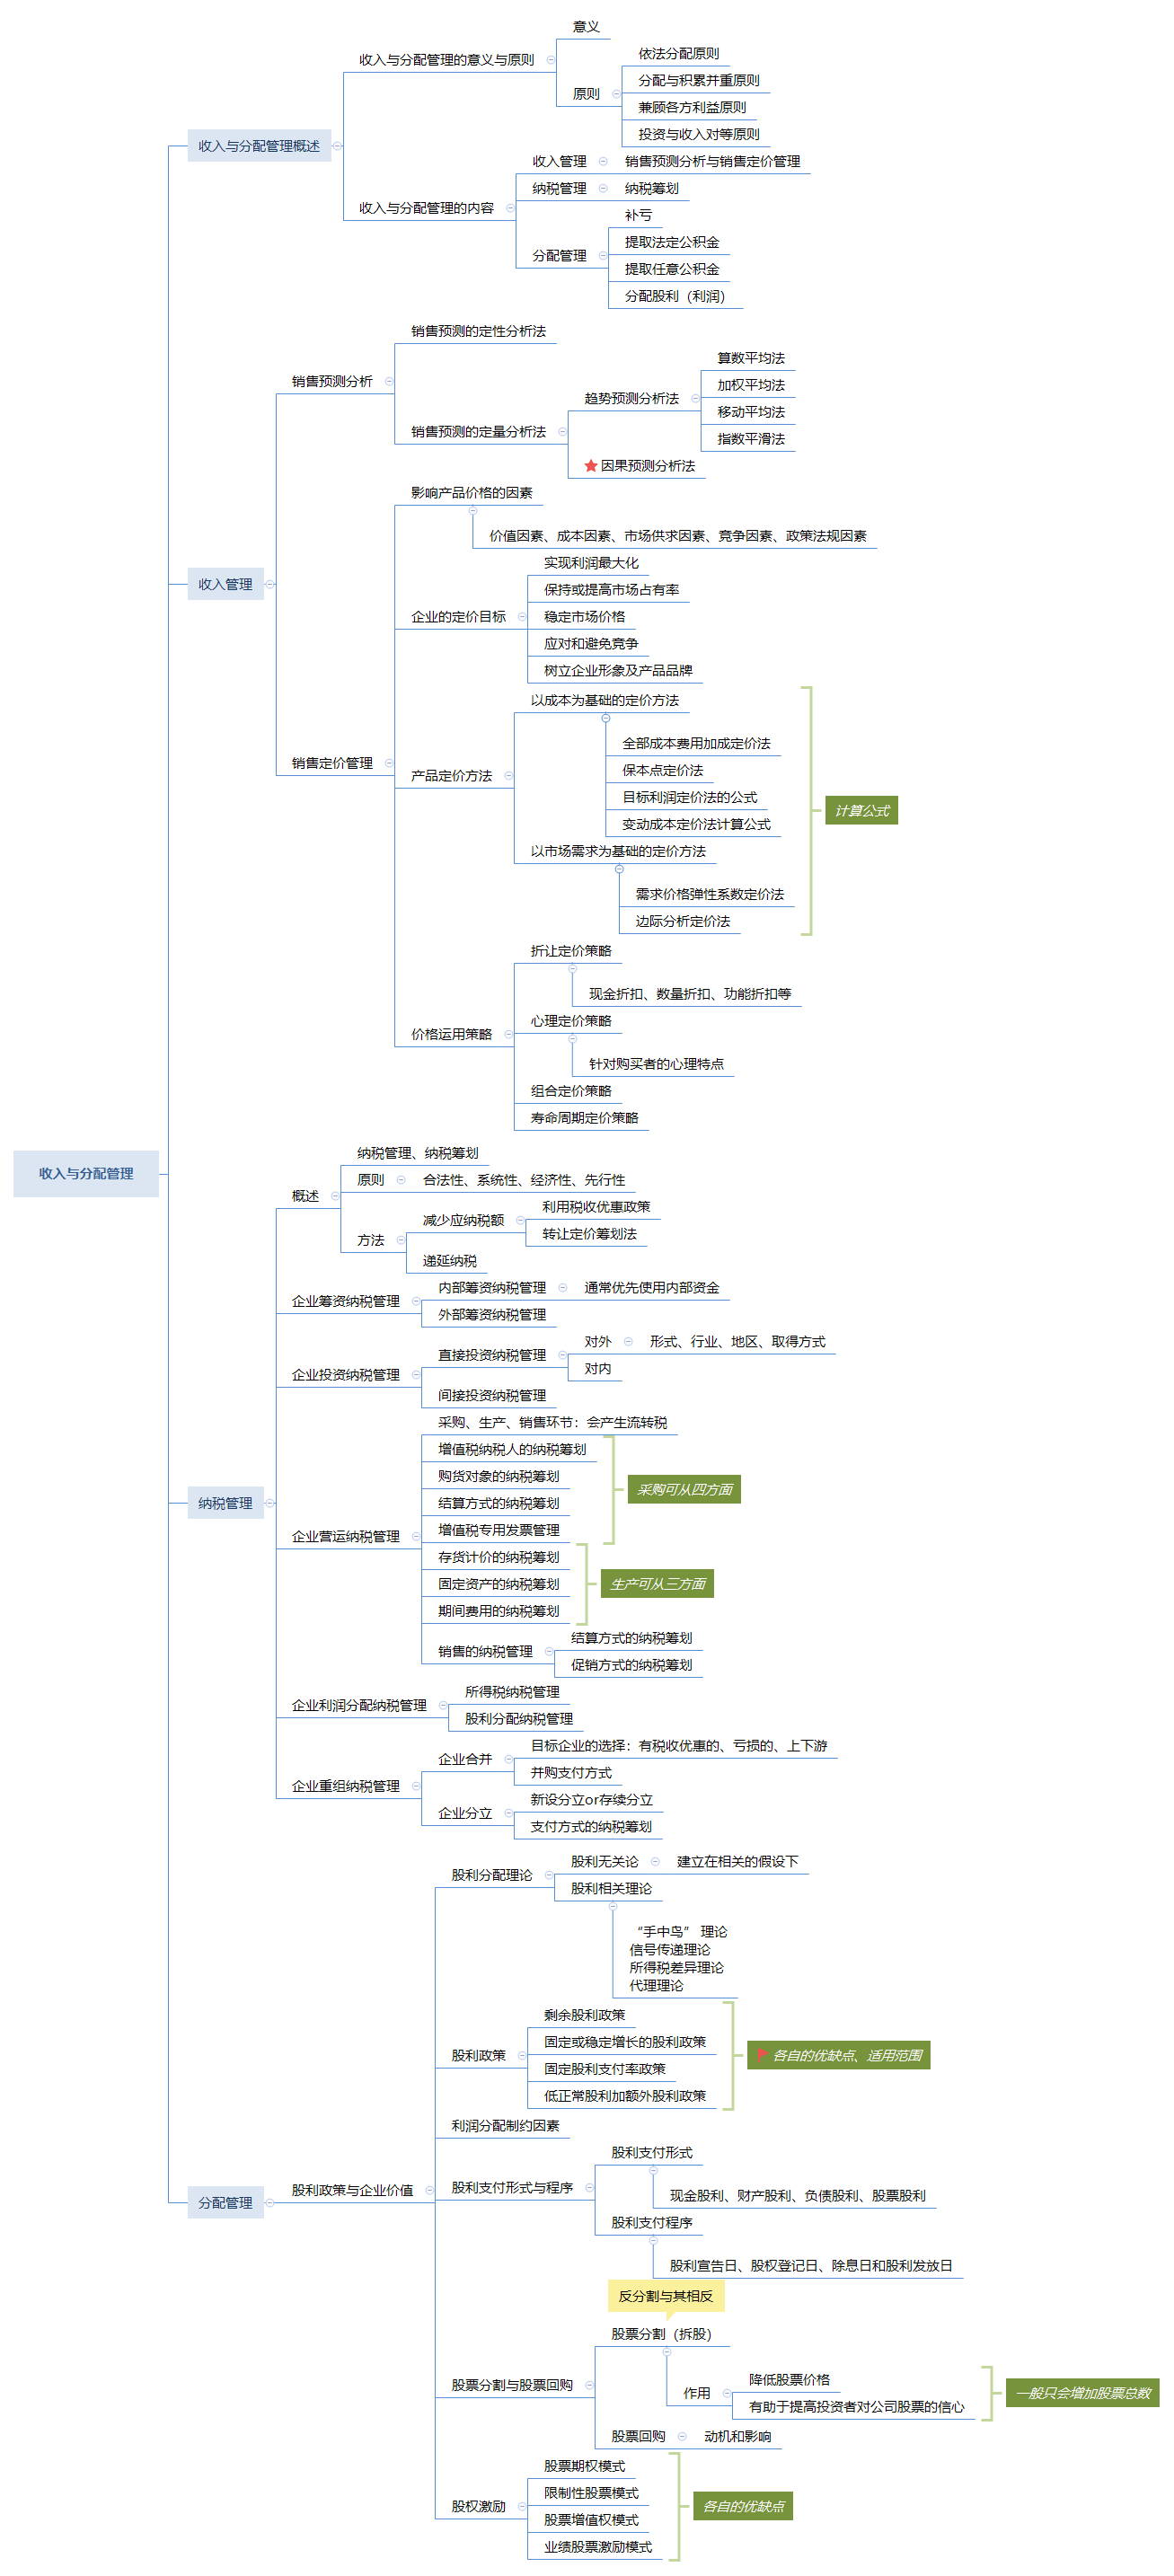 意义
收入与分配管理的意义与原则
依法分配原则
分配与积累并重原则
原则
兼顾各方利益原则
投资与收入对等原则
收入与分配管理概述
收入管理
销售预测分析与销售定价管理
纳税管理
纳税筹划
收入与分配管理的内容
补亏
提取法定公积金
分配管理
提取任意公积金
分配股利（利润）
销售预测的定性分析法
销售预测分析
算数平均法
加权平均法
趋势预测分析法
移动平均法
指数平滑法
销售预测的定量分析法
因果预测分析法
影响产品价格的因素
价值因素、成本因素、市场供求因素、竞争因素、政策法规因素
收入管理
实现利润最大化
保持或提高市场占有率
企业的定价目标
稳定市场价格
应对和避免竞争
树立企业形象及产品品牌
以成本为基础的定价方法
全部成本费用加成定价法
销售定价管理
产品定价方法
保本点定价法
目标利润定价法的公式
变动成本定价法计算公式
计算公式
以市场需求为基础的定价方法
需求价格弹性系数定价法
边际分析定价法
折让定价策略
现金折扣、数量折扣、功能折扣等
价格运用策略
心理定价策略
针对购买者的心理特点
组合定价策略
寿命周期定价策略
收入与分配管理
纳税管理、纳税筹划
概述
原则
合法性、系统性、经济性、先行性
利用税收优惠政策
减少应纳税额
转让定价筹划法
方法
递延纳税
企业筹资纳税管理
内部筹资纳税管理
通常优先使用内部资金
外部筹资纳税管理
对外
形式、行业、地区、取得方式
直接投资纳税管理
对内
企业投资纳税管理
间接投资纳税管理
采购、生产、销售环节：会产生流转税
增值税纳税人的纳税筹划
购货对象的纳税筹划
采购可从四方面
纳税管理
结算方式的纳税筹划
增值税专用发票管理
企业营运纳税管理
存货计价的纳税筹划
固定资产的纳税筹划
生产可从三方面
期间费用的纳税筹划
结算方式的纳税筹划
销售的纳税管理
促销方式的纳税筹划
所得税纳税管理
企业利润分配纳税管理
股利分配纳税管理
目标企业的选择：有税收优惠的、亏损的、上下游
企业合并
并购支付方式
企业重组纳税管理
新设分立or存续分立
企业分立
支付方式的纳税筹划
股利无关论
建立在相关的假设下
股利分配理论
股利相关理论
“手中鸟” 理论
信号传递理论
所得税差异理论
代理理论
剩余股利政策
固定或稳定增长的股利政策
股利政策
各自的优缺点、适用范围
固定股利支付率政策
低正常股利加额外股利政策
利润分配制约因素
股利支付形式
股利支付形式与程序
现金股利、财产股利、负债股利、股票股利
分配管理
股利政策与企业价值
股利支付程序
股利宣告日、股权登记日、除息日和股利发放日
反分割与其相反
股票分割（拆股）
降低股票价格
作用
一般只会增加股票总数
有助于提高投资者对公司股票的信心
股票分割与股票回购
股票回购
动机和影响
股票期权模式
限制性股票模式
股权激励
各自的优缺点
股票增值权模式
业绩股票激励模式